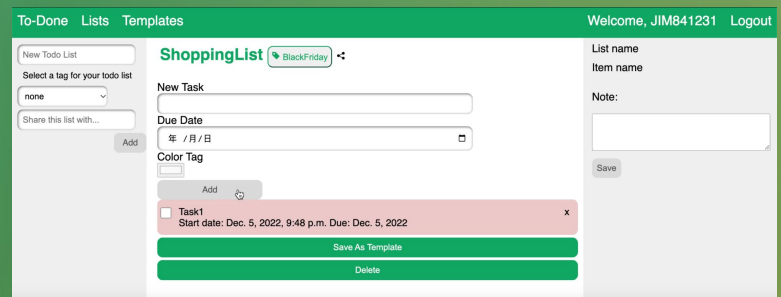 To-Done Lists Templates Welcome, JIM841231 Logout
New Todo List
Select a tag for your todo list
none
Share this list with...
Add
ShoppingList BlackFriday
New Task
Due Date
年 /月/日
Color Tag
Add
Task1 x
Start date: Dec. 5, 2022, 9:48 p.m. Due: Dec. 5, 2022
Save As Template
Delete
List name
Item name
Note:
Save